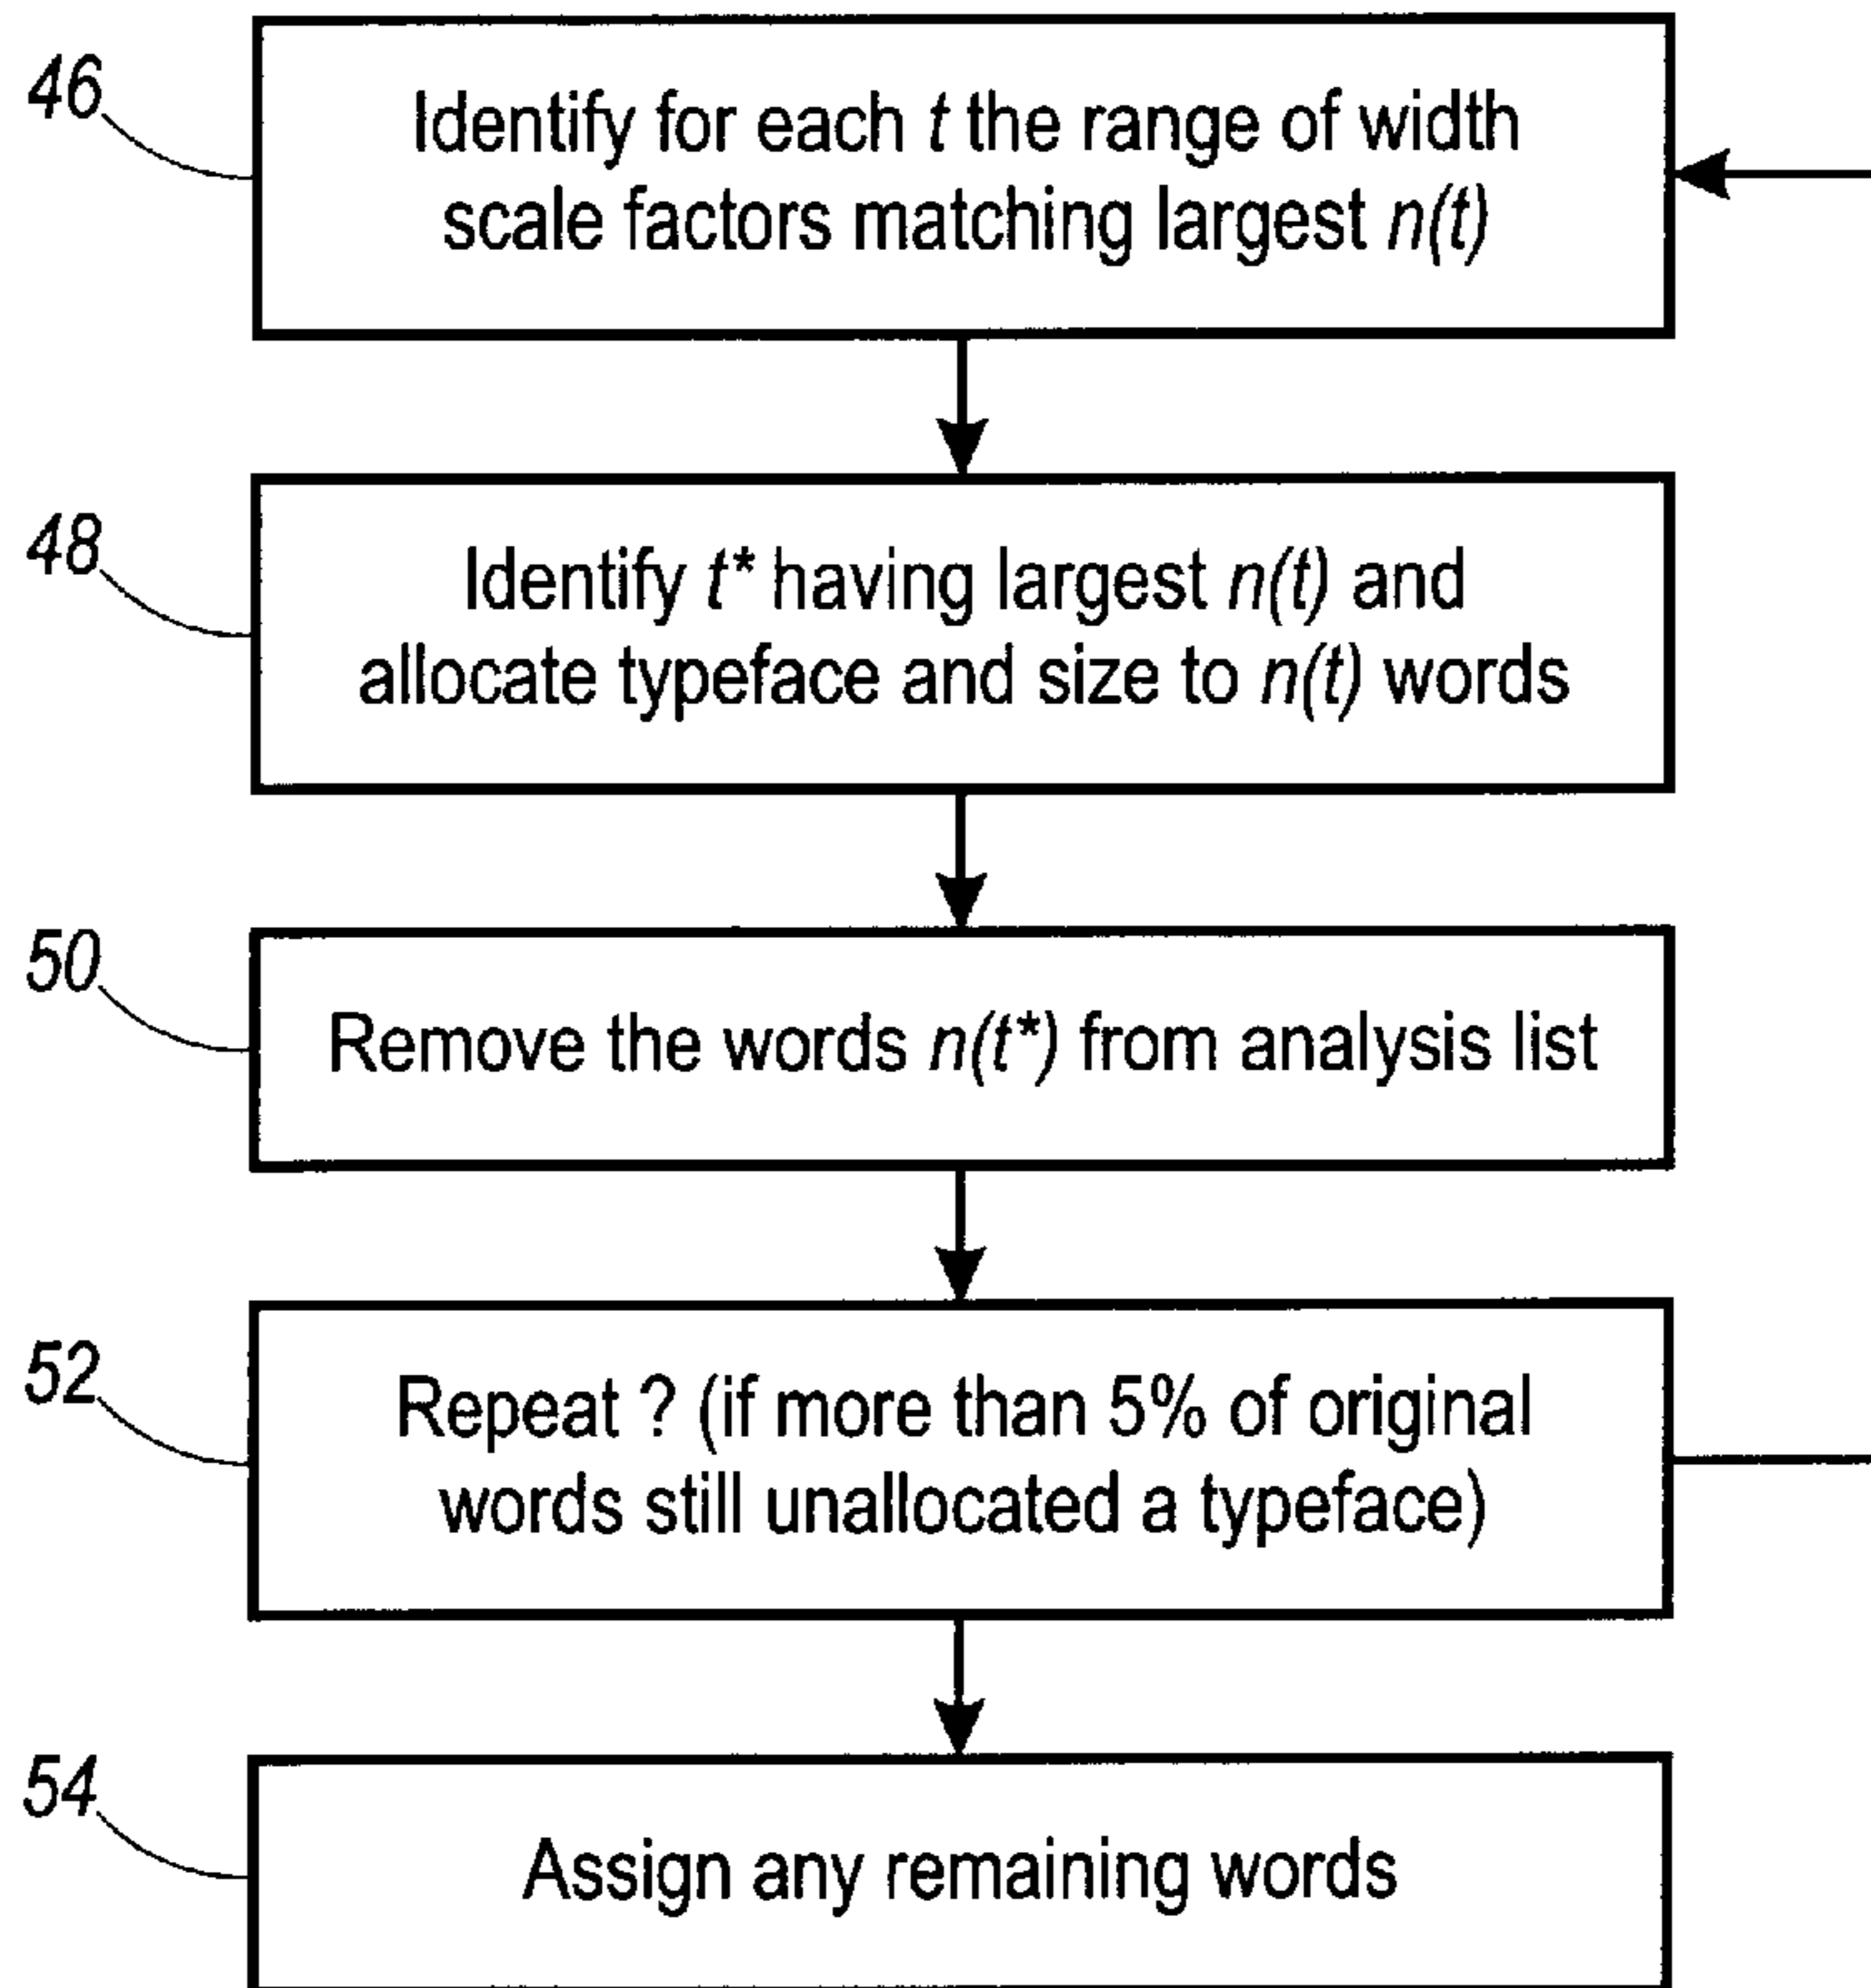 46
Identify for each t the range of width
scale factors matching largest n(t)
48
Identify t* having largest n(t) and
allocate typeface and size to n(t) words
50
Remove the words n(t*) from analysis list
52
Repeat ? (if more than 5% of original
words still unallocated a typeface)
54
Assign any remaining words